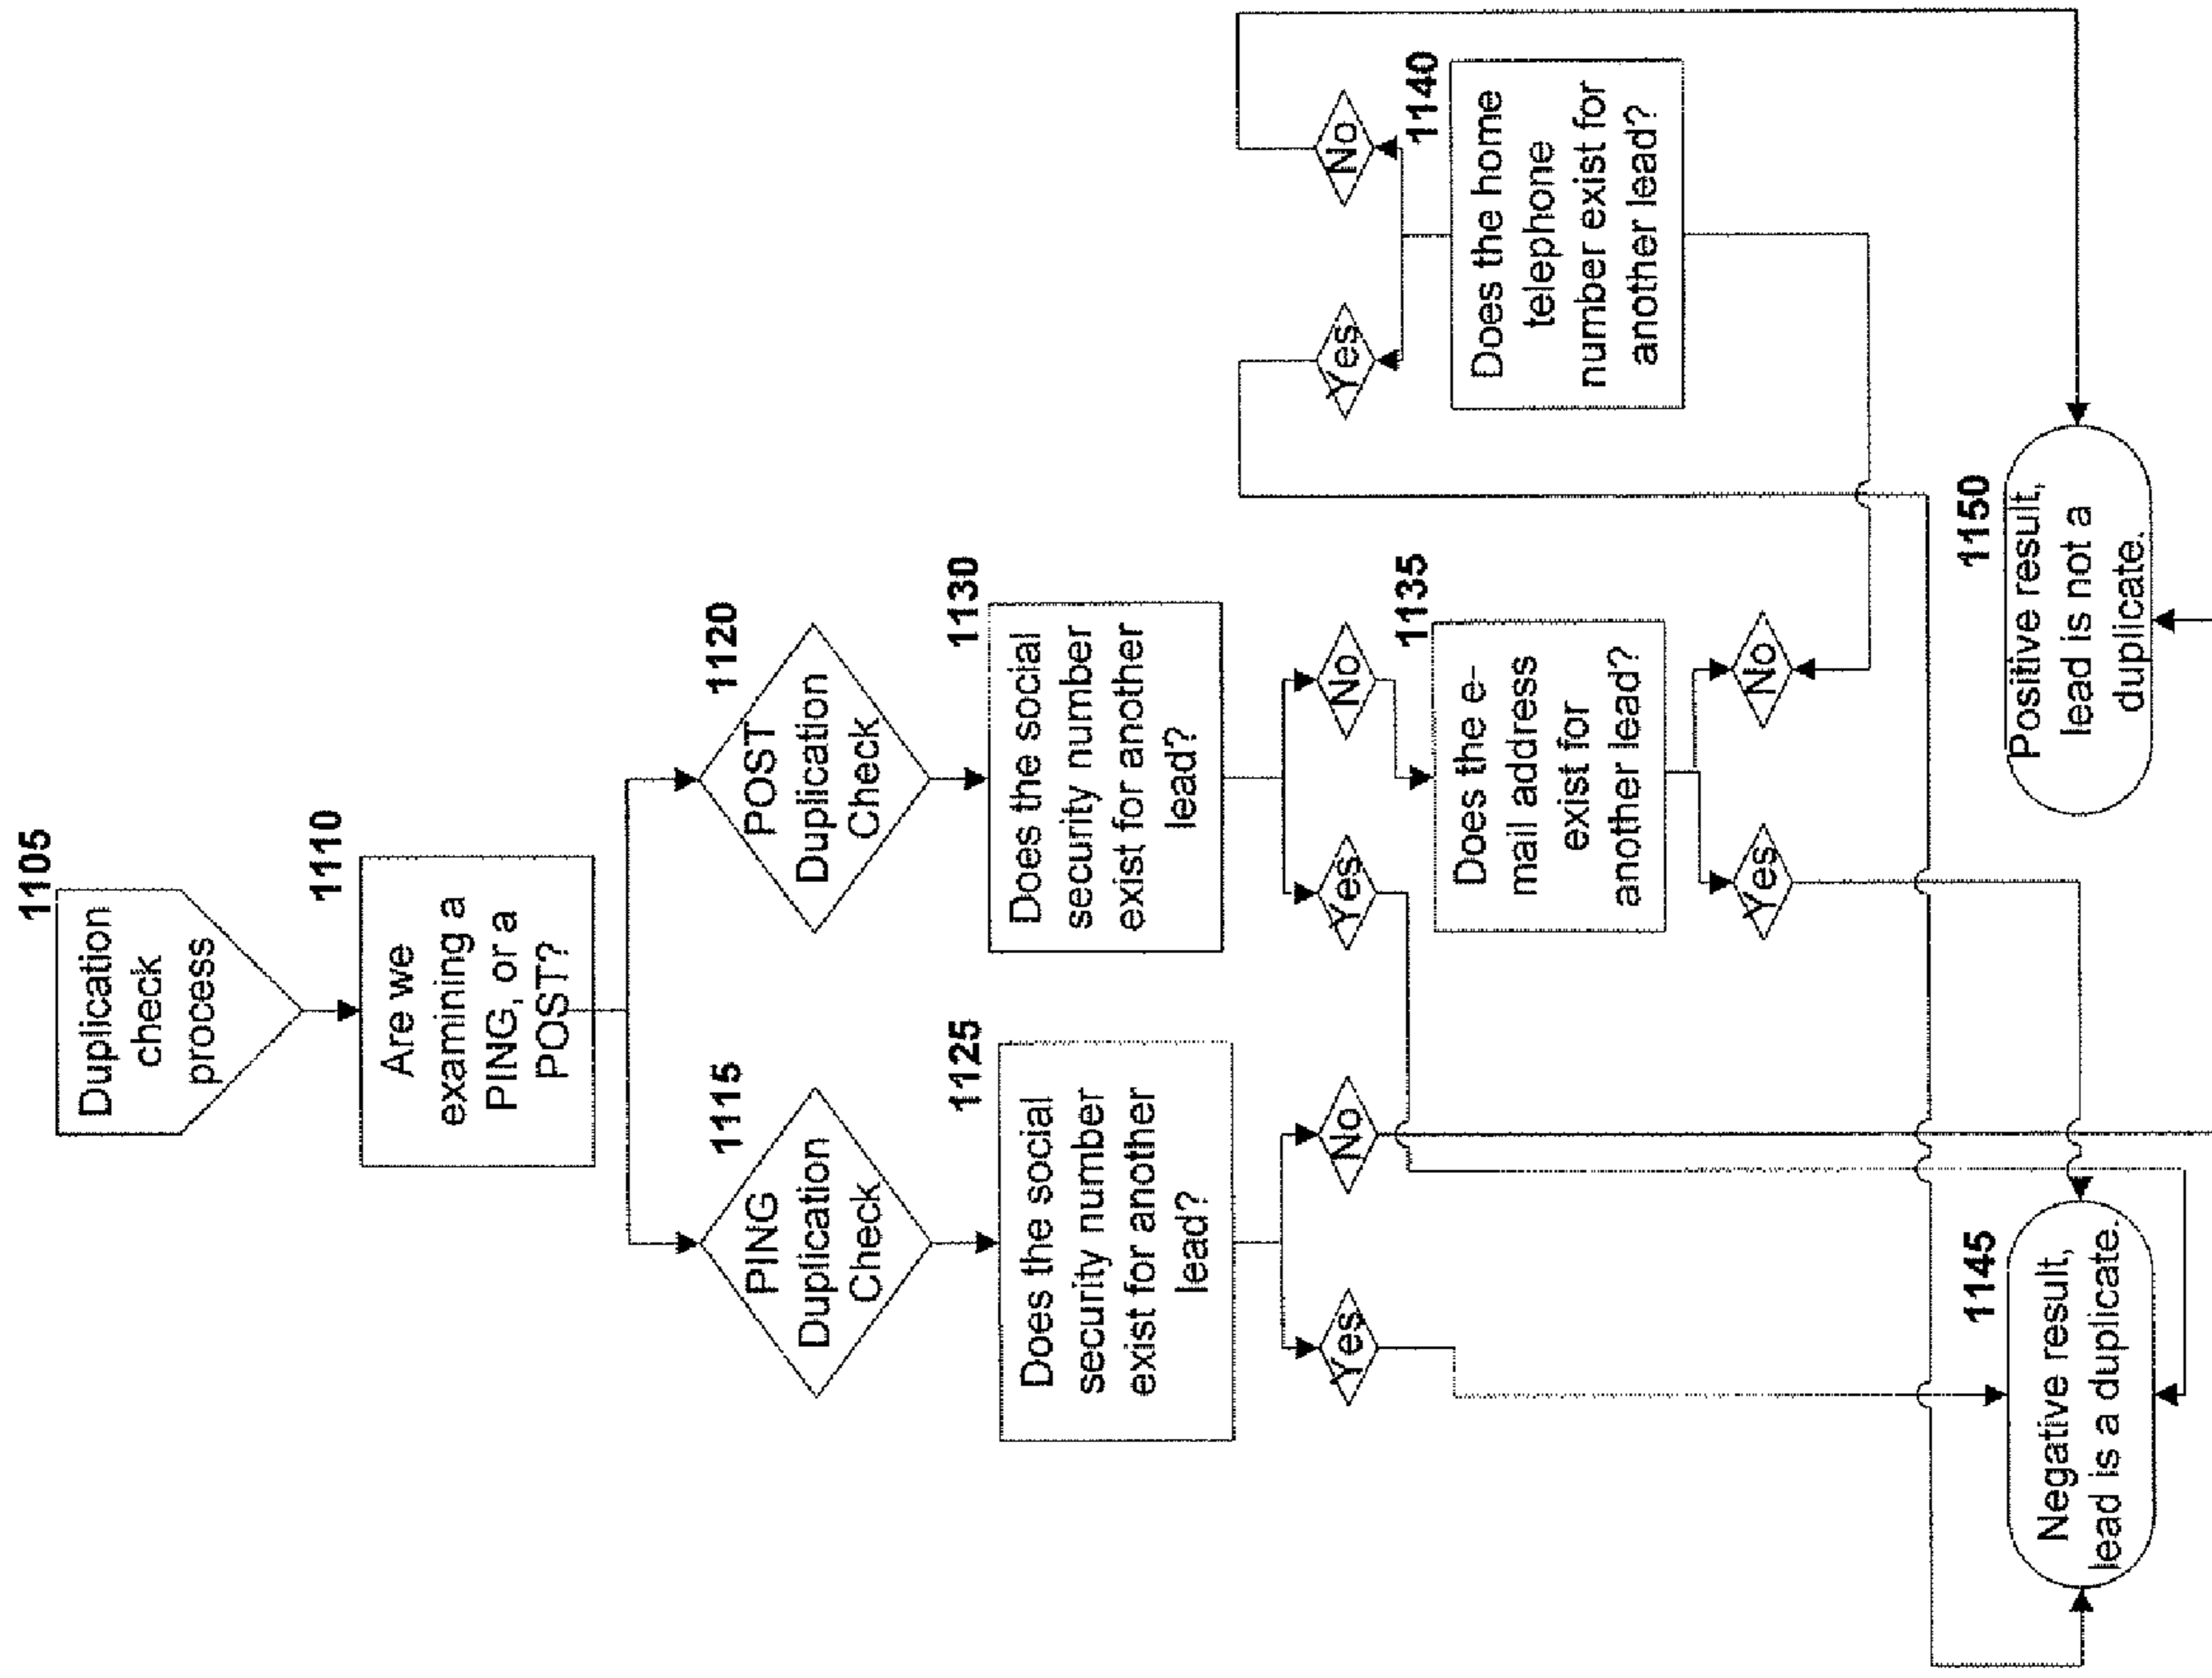 1105
Duplication
check
process
1110
Are we
examining a
PING, or a
POST?
1115
PING
Duplication
Check
1120
POST
Duplication
Check
1125
Does the social
security number
exist for another
lead?
1130
Does the social
security number
exist for another
lead?
Yes
No
Yes
No
1135
Does the e-
mail address
exist for
another lead?
Yes
No
Yes
No
1140
Does the home
telephone
number exist for
another lead?
1145
Negative result,
lead is a duplicate.
1150
Positive result,
lead is not a
duplicate.